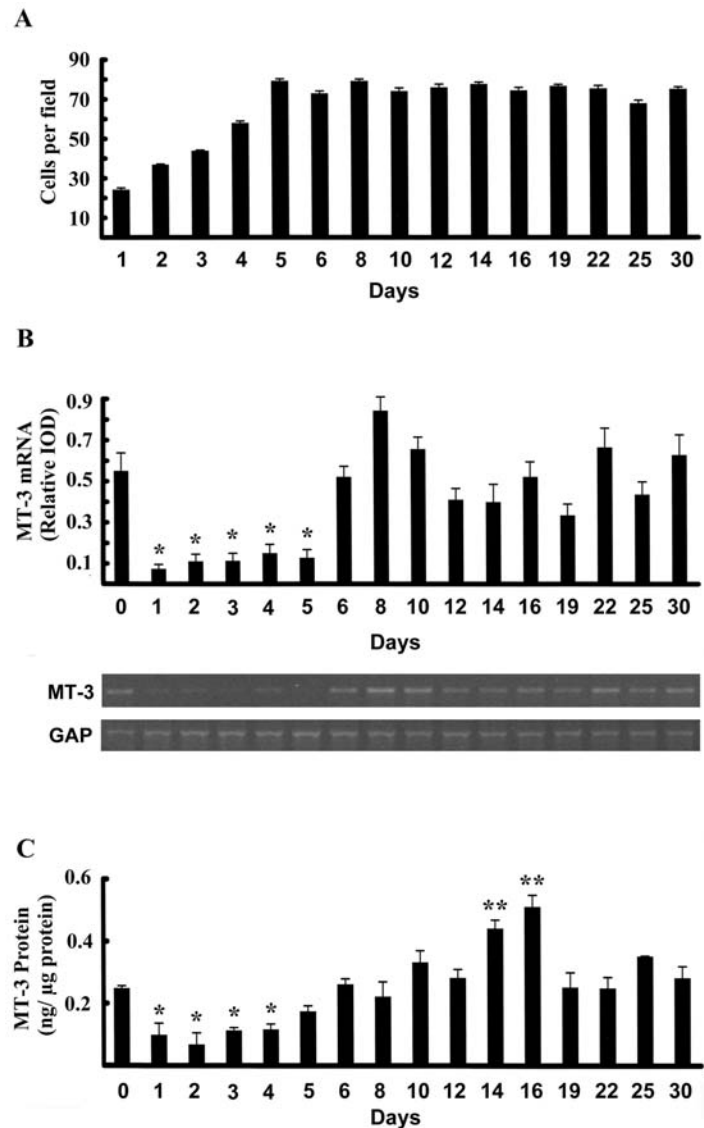 A
90
70
50
30
10
Cells per field
1 2 3 4 5 6 8 10 12 14 16 19 22 25 30
Days
B
0.9
0.7
0.5
0.3
0.1
MT-3 mRNA
(Relative IOD)
* * * * *
0 1 2 3 4 5 6 8 10 12 14 16 19 22 25 30
Days
MT-3
GAP
C
0.6
0.4
0.2
MT-3 Protein
(ng/ µg protein)
* * * * ** **
0 1 2 3 4 5 6 8 10 12 14 16 19 22 25 30
Days